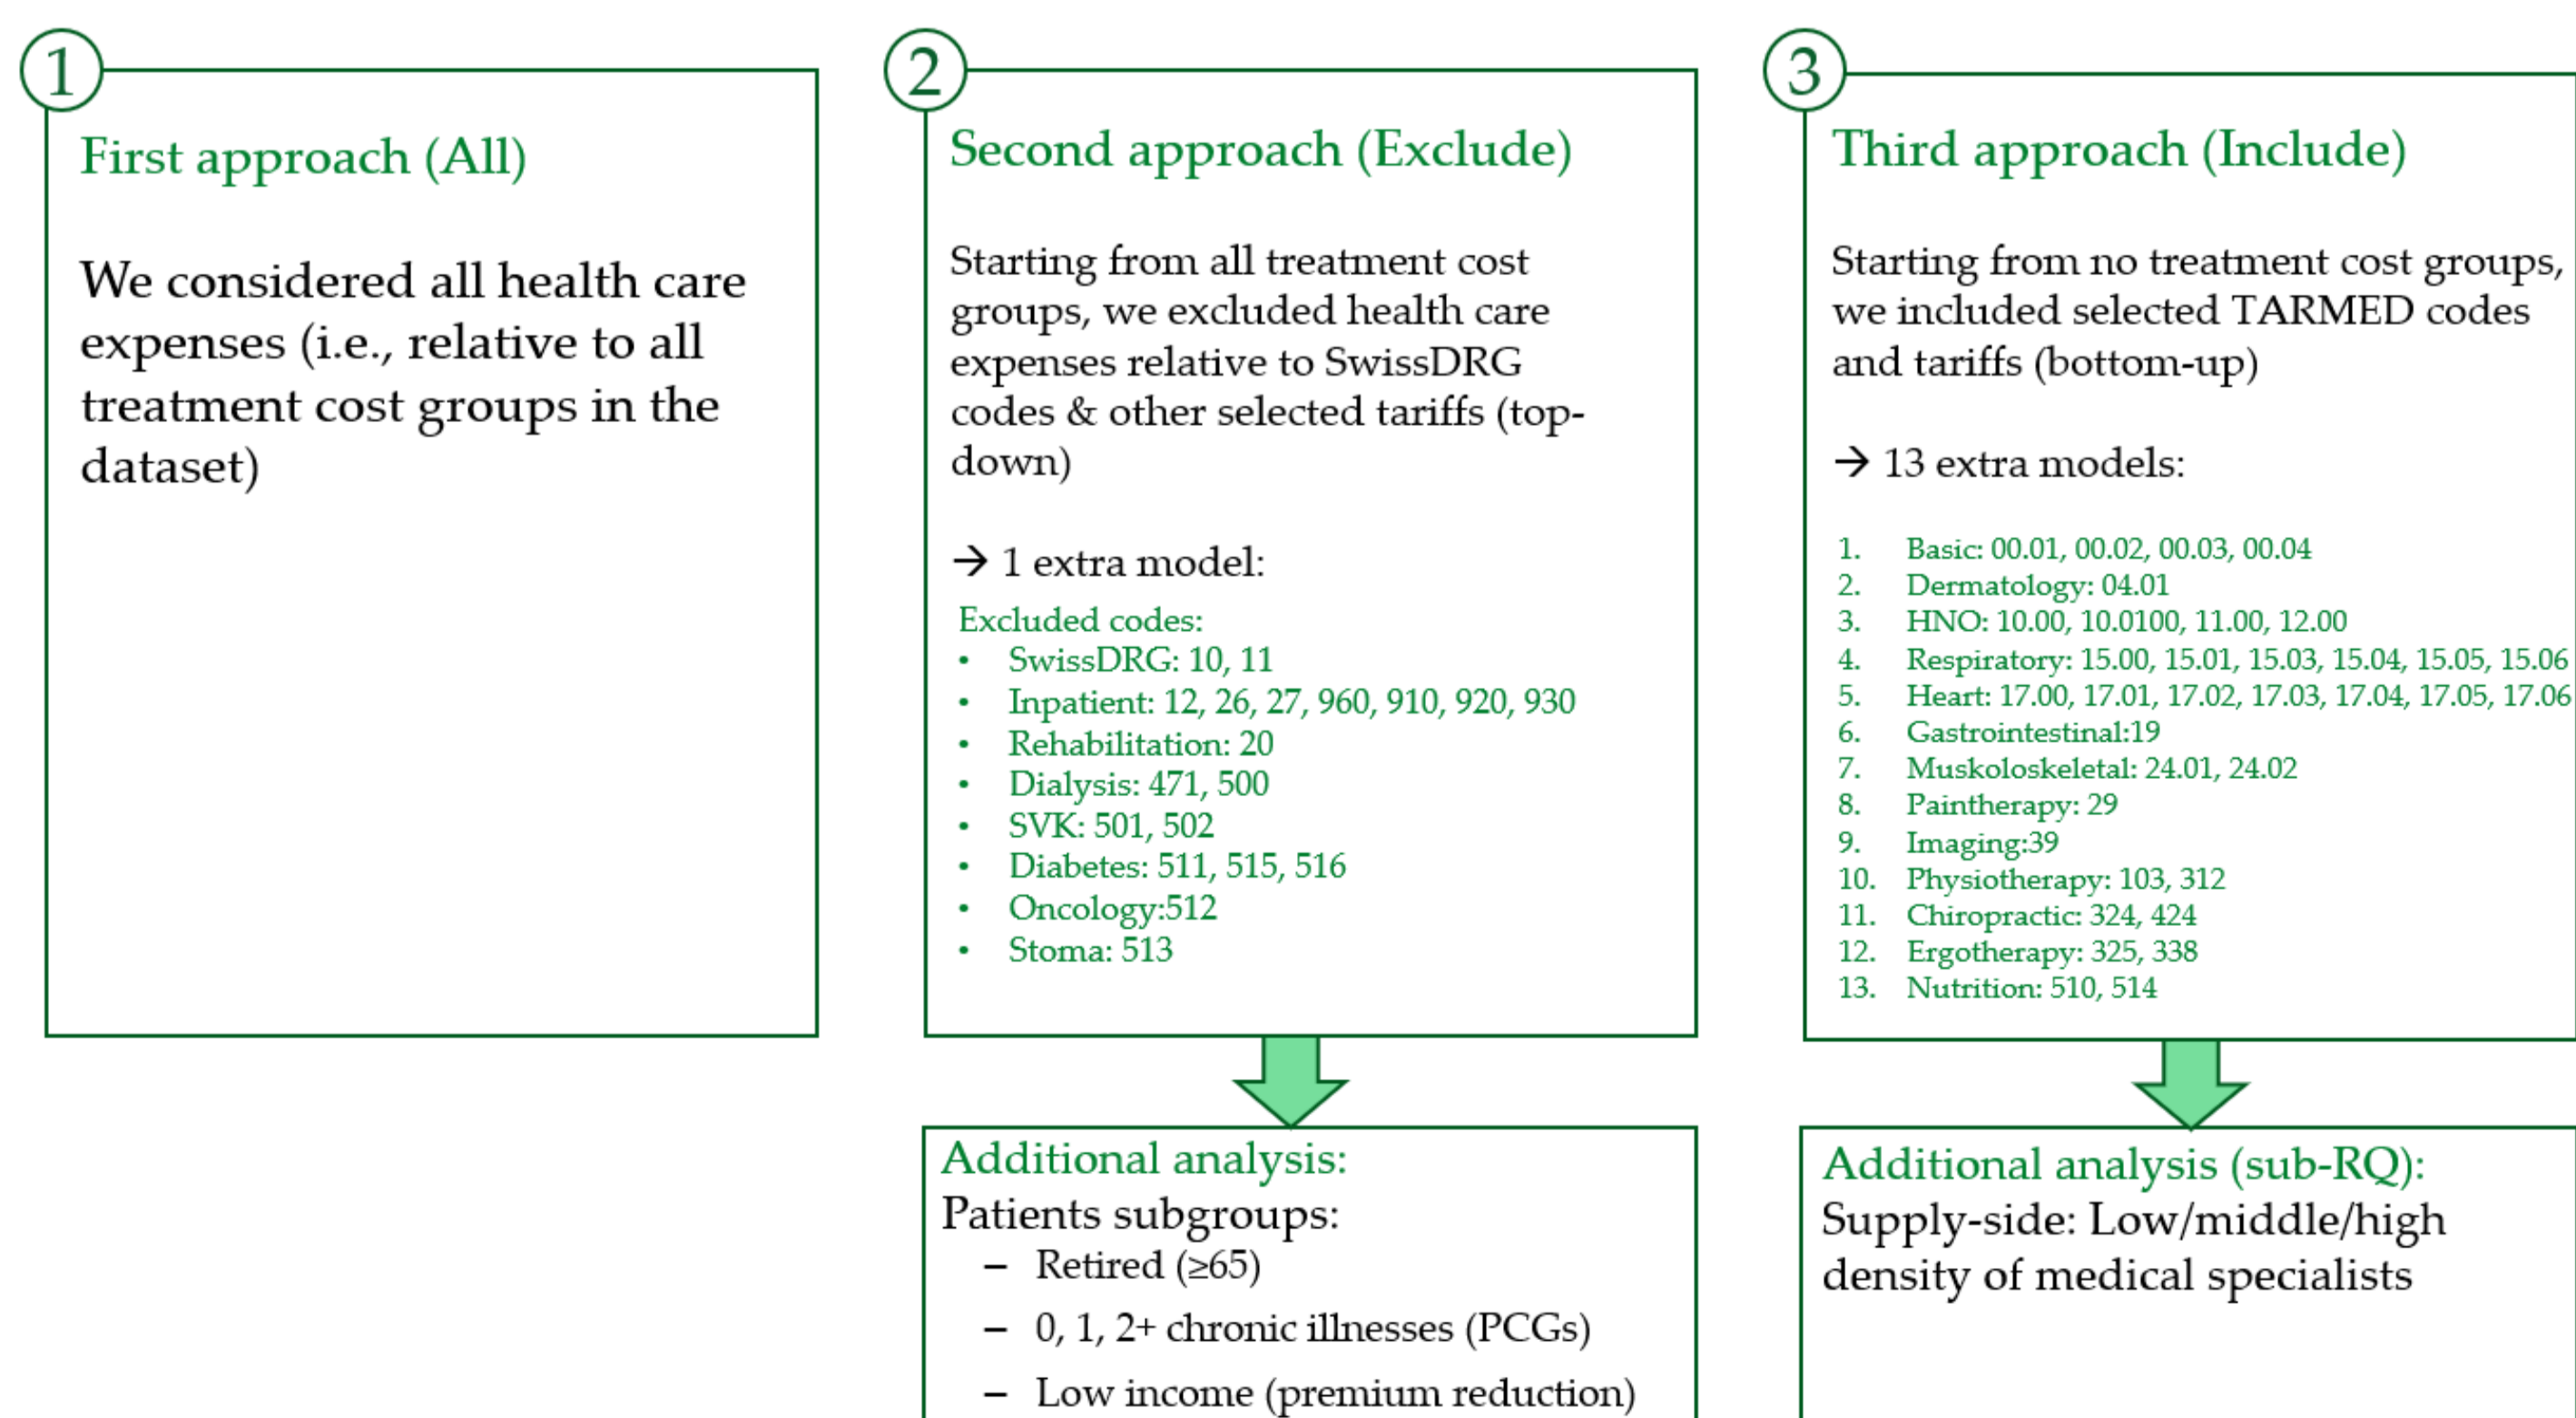 1
First approach (All)
We considered all health care
expenses (i.e., relative to all
treatment cost groups in the
dataset)
2
Second approach (Exclude)
Starting from all treatment cost
groups, we excluded health care
expenses relative to SwissDRG
codes & other selected tariffs (top-
down)
→ 1 extra model:
Excluded codes:
• SwissDRG: 10, 11
• Inpatient: 12, 26, 27, 960, 910, 920, 930
• Rehabilitation: 20
• Dialysis: 471, 500
• SVK: 501, 502
• Diabetes: 511, 515, 516
• Oncology:512
• Stoma: 513
Additional analysis:
Patients subgroups:
– Retired (≥65)
– 0, 1, 2+ chronic illnesses (PCGs)
– Low income (premium reduction)
3
Third approach (Include)
Starting from no treatment cost groups,
we included selected TARMED codes
and tariffs (bottom-up)
→ 13 extra models:
1. Basic: 00.01, 00.02, 00.03, 00.04
2. Dermatology: 04.01
3. HNO: 10.00, 10.0100, 11.00, 12.00
4. Respiratory: 15.00, 15.01, 15.03, 15.04, 15.05, 15.06
5. Heart: 17.00, 17.01, 17.02, 17.03, 17.04, 17.05, 17.06
6. Gastrointestinal:19
7. Muskoloskeletal: 24.01, 24.02
8. Paintherapy: 29
9. Imaging:39
10. Physiotherapy: 103, 312
11. Chiropractic: 324, 424
12. Ergotherapy: 325, 338
13. Nutrition: 510, 514
Additional analysis (sub-RQ):
Supply-side: Low/middle/high
density of medical specialists